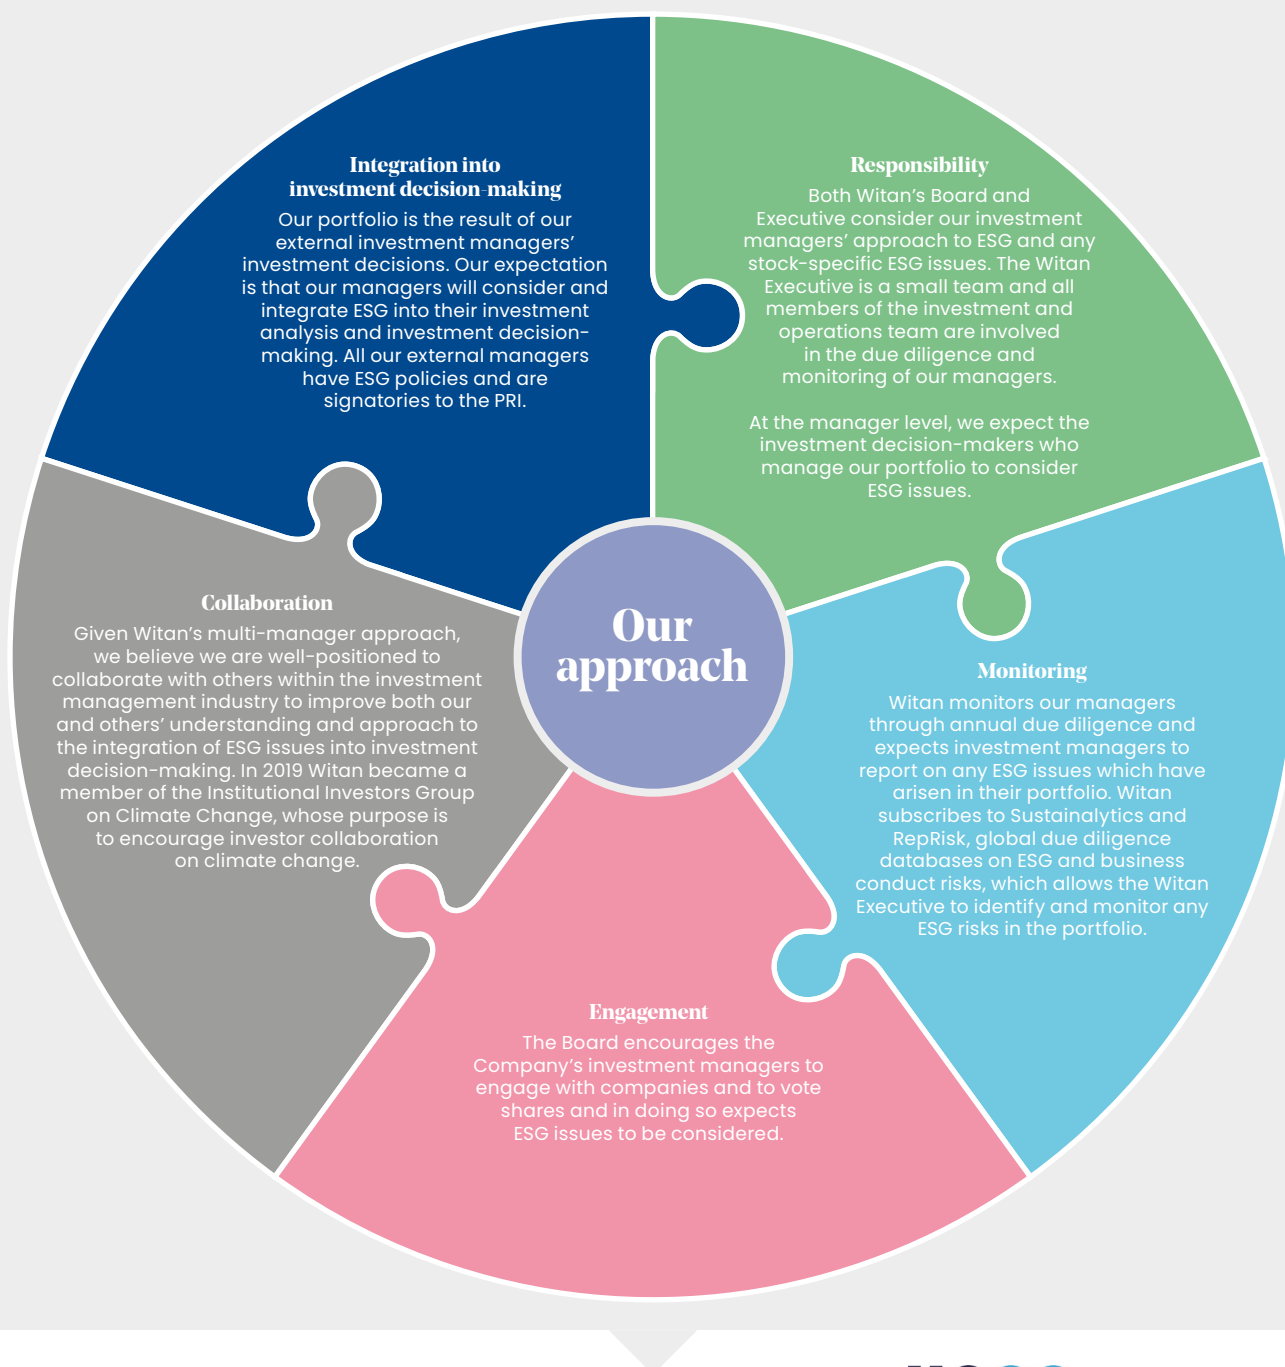 Integration into
investment decision-making
Our portfolio is the result of our
external investment managers’
investment decisions. Our expectation
is that our managers will consider and
integrate ESG into their investment
analysis and investment decision-
making. All our external managers
have ESG policies and are
signatories to the PRI.
Responsibility
Both Witan’s Board and
Executive consider our investment
managers’ approach to ESG and any
stock-specific ESG issues. The Witan
Executive is a small team and all
members of the investment and
operations team are involved
in the due diligence and
monitoring of our managers.
At the manager level, we expect the
investment decision-makers who
manage our portfolio to consider
ESG issues.
Our
approach
Collaboration
Given Witan’s multi-manager approach,
we believe we are well-positioned to
collaborate with others within the investment
management industry to improve both our
and others’ understanding and approach to
the integration of ESG issues into investment
decision-making. In 2019 Witan became a
member of the Institutional Investors Group
on Climate Change, whose purpose is
to encourage investor collaboration
on climate change.
Monitoring
Witan monitors our managers
through annual due diligence and
expects investment managers to
report on any ESG issues which have
arisen in their portfolio. Witan
subscribes to Sustainalytics and
RepRisk, global due diligence
databases on ESG and business
conduct risks, which allows the Witan
Executive to identify and monitor any
ESG risks in the portfolio.
Engagement
The Board encourages the
Company’s investment managers to
engage with companies and to vote
shares and in doing so expects
ESG issues to be considered.